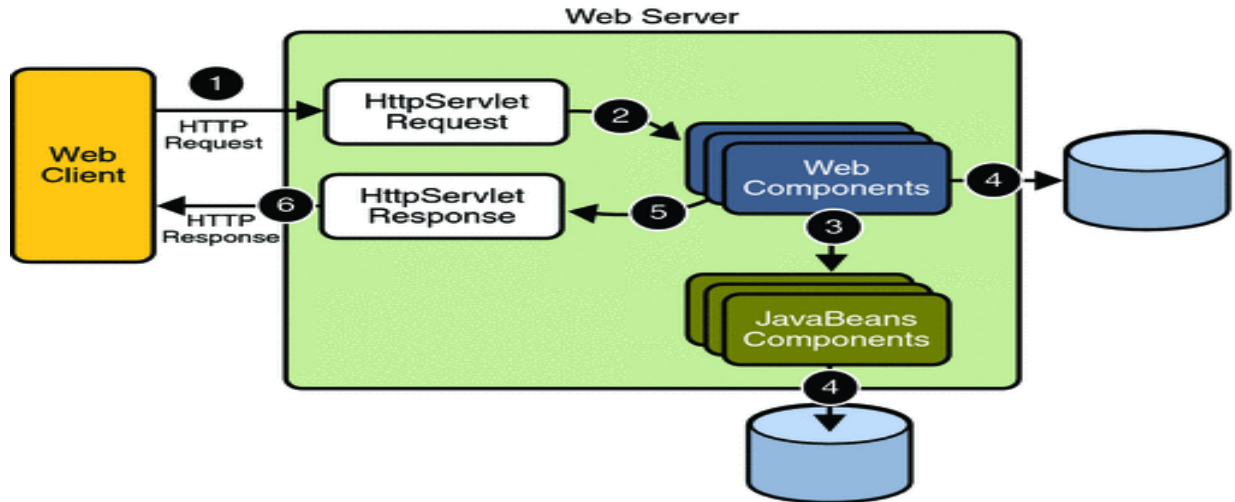 Web Server
Web
Client
1
HTTP
Request
HttpServlet
Request
2
Web
Components
4
6
HTTP
Response
HttpServlet
Response
5
3
JavaBeans
Components
4